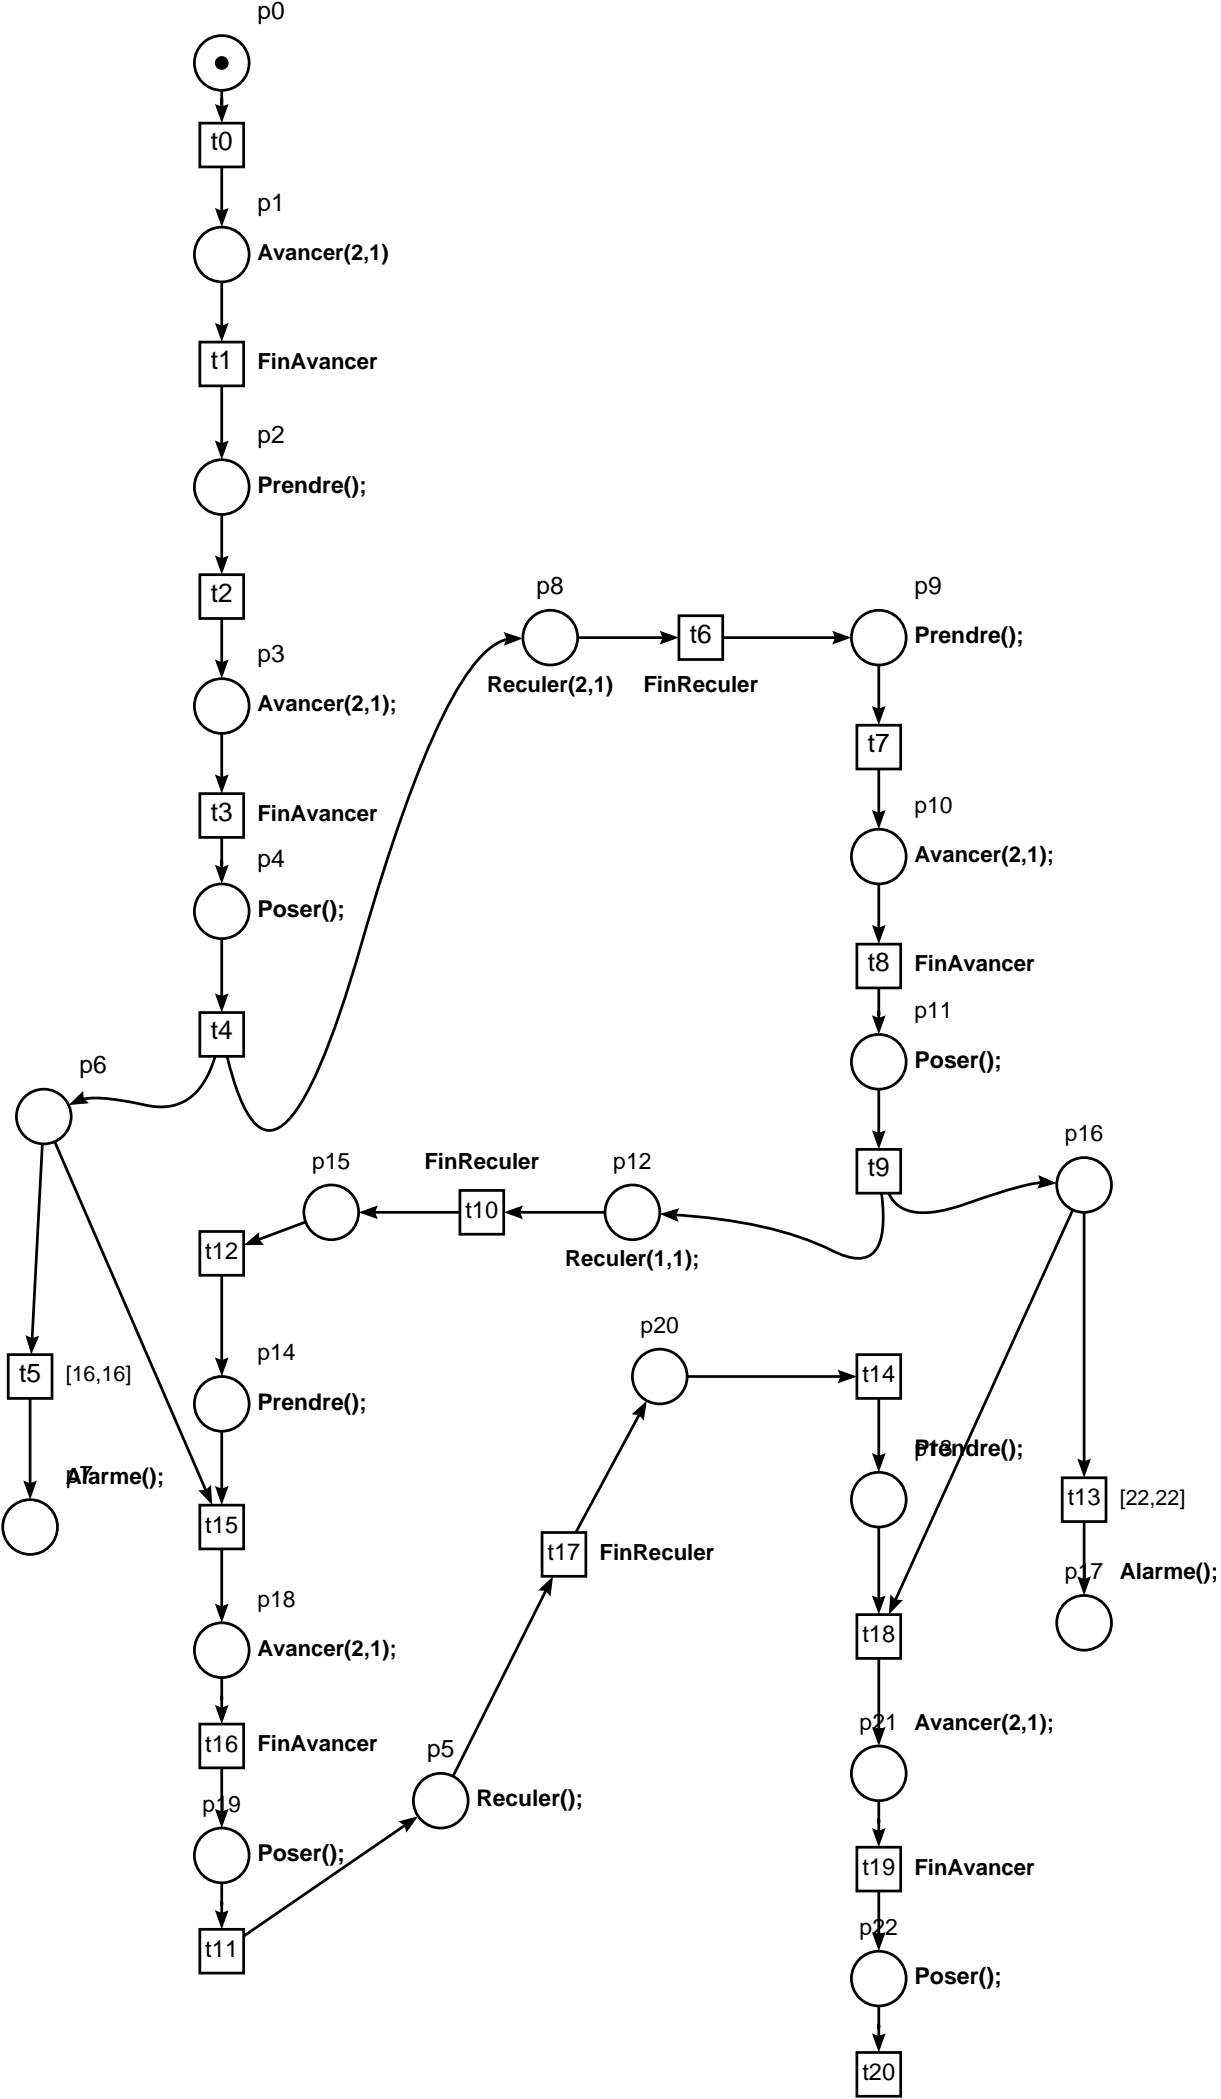 p0
t0
p1
Avancer(2,1)
t1 FinAvancer
p2
Prendre();
t2
p8
p9
t6
Prendre();
p3
Reculer(2,1) FinReculer
Avancer(2,1);
t7
p10
t3 FinAvancer
p4
Avancer(2,1);
Poser();
t8 FinAvancer
p11
t4
Poser();
p6
p16
p15
FinReculer
p12
t9
t10
t12
Reculer(1,1);
p20
p14
t5 [16,16]
t14
Prendre();
Prendre();
p7
Alarme();
t13 [22,22]
t15
t17 FinReculer
p17 Alarme();
p18
t18
Avancer(2,1);
p21 Avancer(2,1);
t16 FinAvancer
p5
Reculer();
p19
Poser();
t19 FinAvancer
p22
t11
Poser();
t20